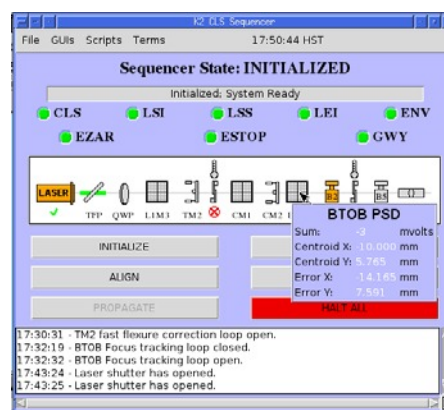 K2 CLS Sequencer
File GUIs Scripts Terms 17:50:44 HST
Sequencer State: INITIALIZED
Initialized: System Ready
CLS LSI LSS LEI ENV
EZAR ESTOP GWY
LASER B2 B5
TFP QWP L1M3 TM2 CM1 CM2
BTOB PSD
Sum: -3 mvolts
Centroid X: -10.000 mm
Centroid Y: 5.765 mm
Error X: -14.165 mm
Error Y: 7.591 mm
INITIALIZE
ALIGN
PROPAGATE HALT ALL
17:30:31 - TM2 fast flexure correction loop open.
17:32:19 - BTOB Focus tracking loop closed.
17:32:32 - BTOB Focus tracking loop open.
17:43:24 - Laser shutter has opened.
17:43:25 - Laser shutter has opened.